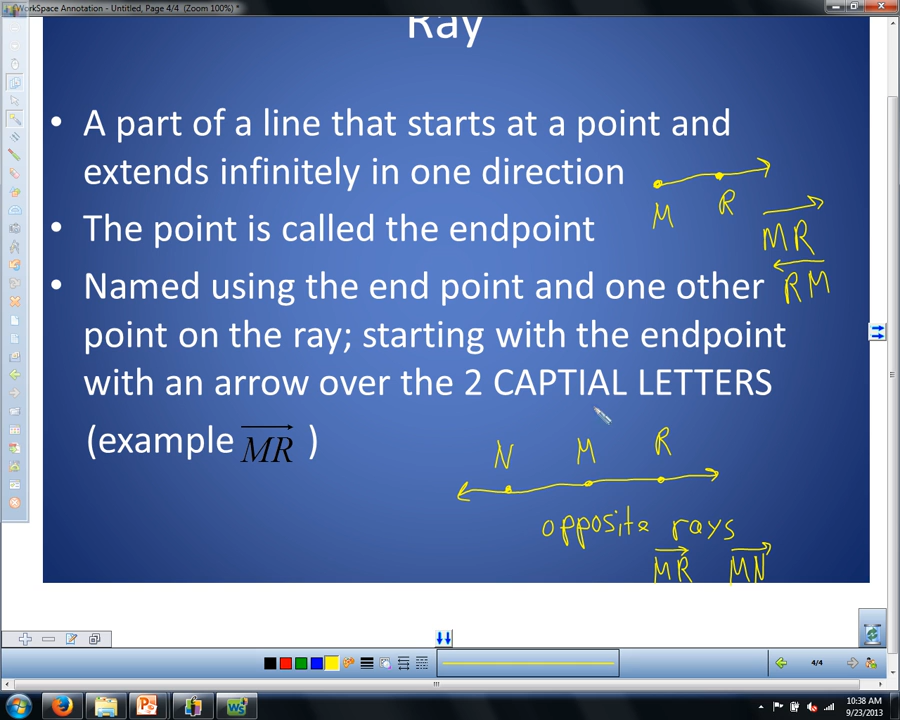 WorkSpace Annotation - Untitled, Page 4/4 (Zoom 100%) *
Ray
• A part of a line that starts at a point and
extends infinitely in one direction
M R
MR
RM
• The point is called the endpoint
• Named using the end point and one other
point on the ray; starting with the endpoint
with an arrow over the 2 CAPTIAL LETTERS
(example MR )
N M R
opposite rays
MR MN
4/4
10:38 AM
9/23/2013